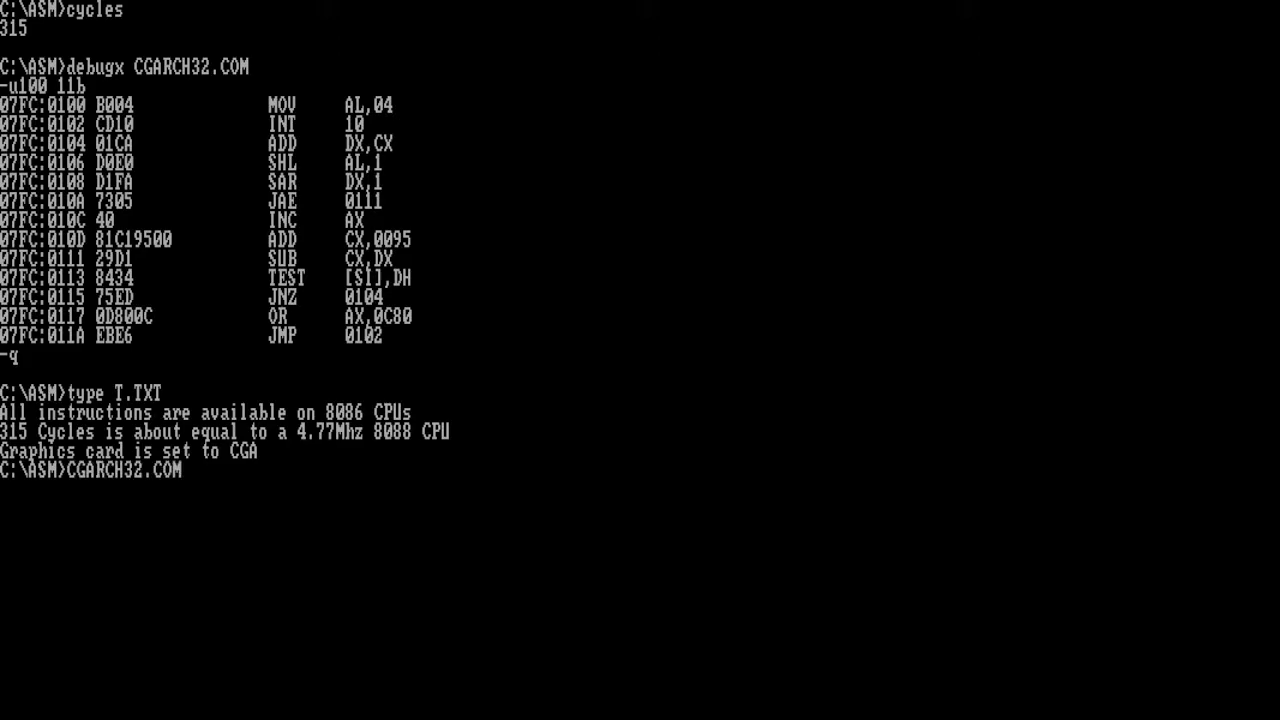 C:\ASM>cycles
315
C:\ASM>debugx CGARCH32.COM
-u100 11b
07FC:0100 B004 MOV AL,04
07FC:0102 CD10 INT 10
07FC:0104 01CA ADD DX,CX
07FC:0106 D0E0 SHL AL,1
07FC:0108 D1FA SAR DX,1
07FC:010A 7305 JAE 0111
07FC:010C 40 INC AX
07FC:010D 81C19500 ADD CX,0095
07FC:0111 29D1 SUB CX,DX
07FC:0113 8434 TEST [SI],DH
07FC:0115 75ED JNZ 0104
07FC:0117 0D800C OR AX,0C80
07FC:011A EBE6 JMP 0102
-q
C:\ASM>type T.TXT
All instructions are available on 8086 CPUs
315 Cycles is about equal to a 4.77Mhz 8088 CPU
Graphics card is set to CGA
C:\ASM>CGARCH32.COM